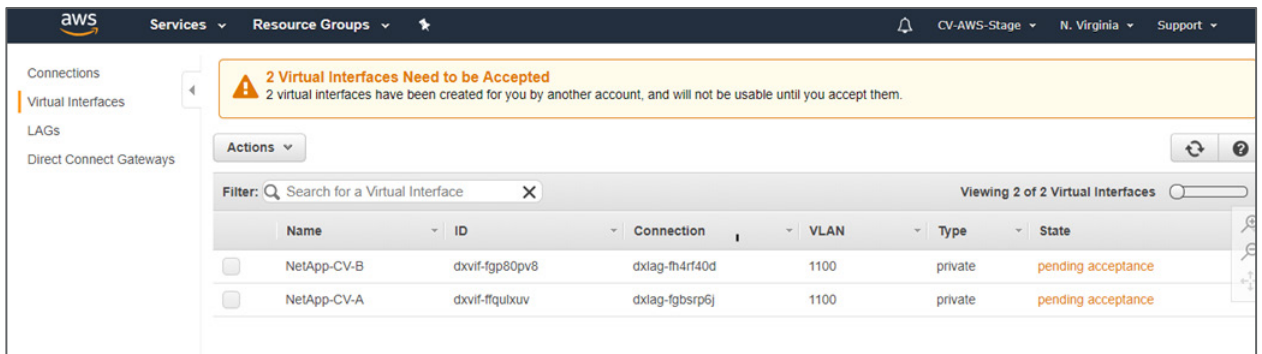 aws Services Resource Groups CV-AWS-Stage N. Virginia Support
Connections
Virtual Interfaces
LAGs
Direct Connect Gateways
2 Virtual Interfaces Need to be Accepted
2 virtual interfaces have been created for you by another account, and will not be usable until you accept them.
Actions
Filter: Search for a Virtual Interface Viewing 2 of 2 Virtual Interfaces
Name ID Connection VLAN Type State
NetApp-CV-B dxvif-fgp80pv8 dxlag-fh4rf40d 1100 private pending acceptance
NetApp-CV-A dxvif-ffqulxuv dxlag-fgbsrp6j 1100 private pending acceptance